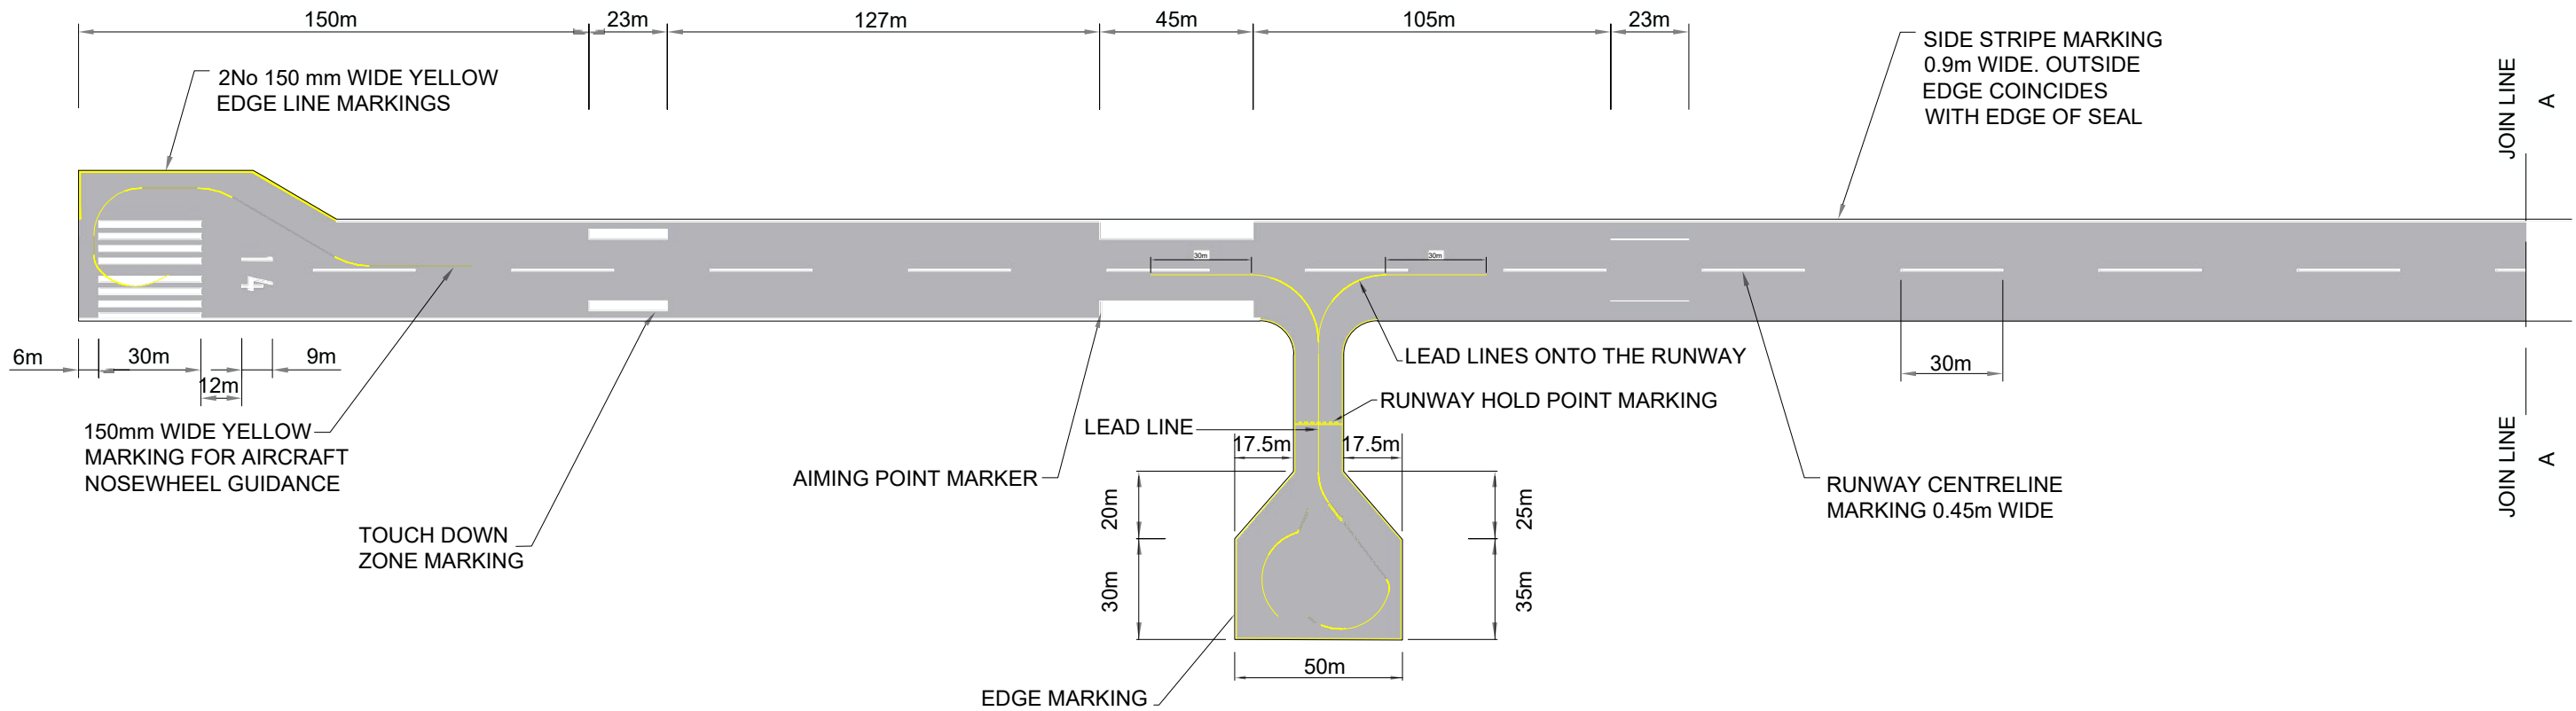 150m
23m
127m
45m
105m
23m
2No 150 mm WIDE YELLOW
EDGE LINE MARKINGS
SIDE STRIPE MARKING
0.9m WIDE. OUTSIDE
EDGE COINCIDES
WITH EDGE OF SEAL
JOIN LINE
A
30m
30m
6m
30m
12m
9m
LEAD LINES ONTO THE RUNWAY
30m
RUNWAY HOLD POINT MARKING
LEAD LINE
150mm WIDE YELLOW
MARKING FOR AIRCRAFT
NOSEWHEEL GUIDANCE
17.5m
17.5m
AIMING POINT MARKER
RUNWAY CENTRELINE
MARKING 0.45m WIDE
JOIN LINE
A
20m
25m
TOUCH DOWN
ZONE MARKING
30m
35m
50m
EDGE MARKING